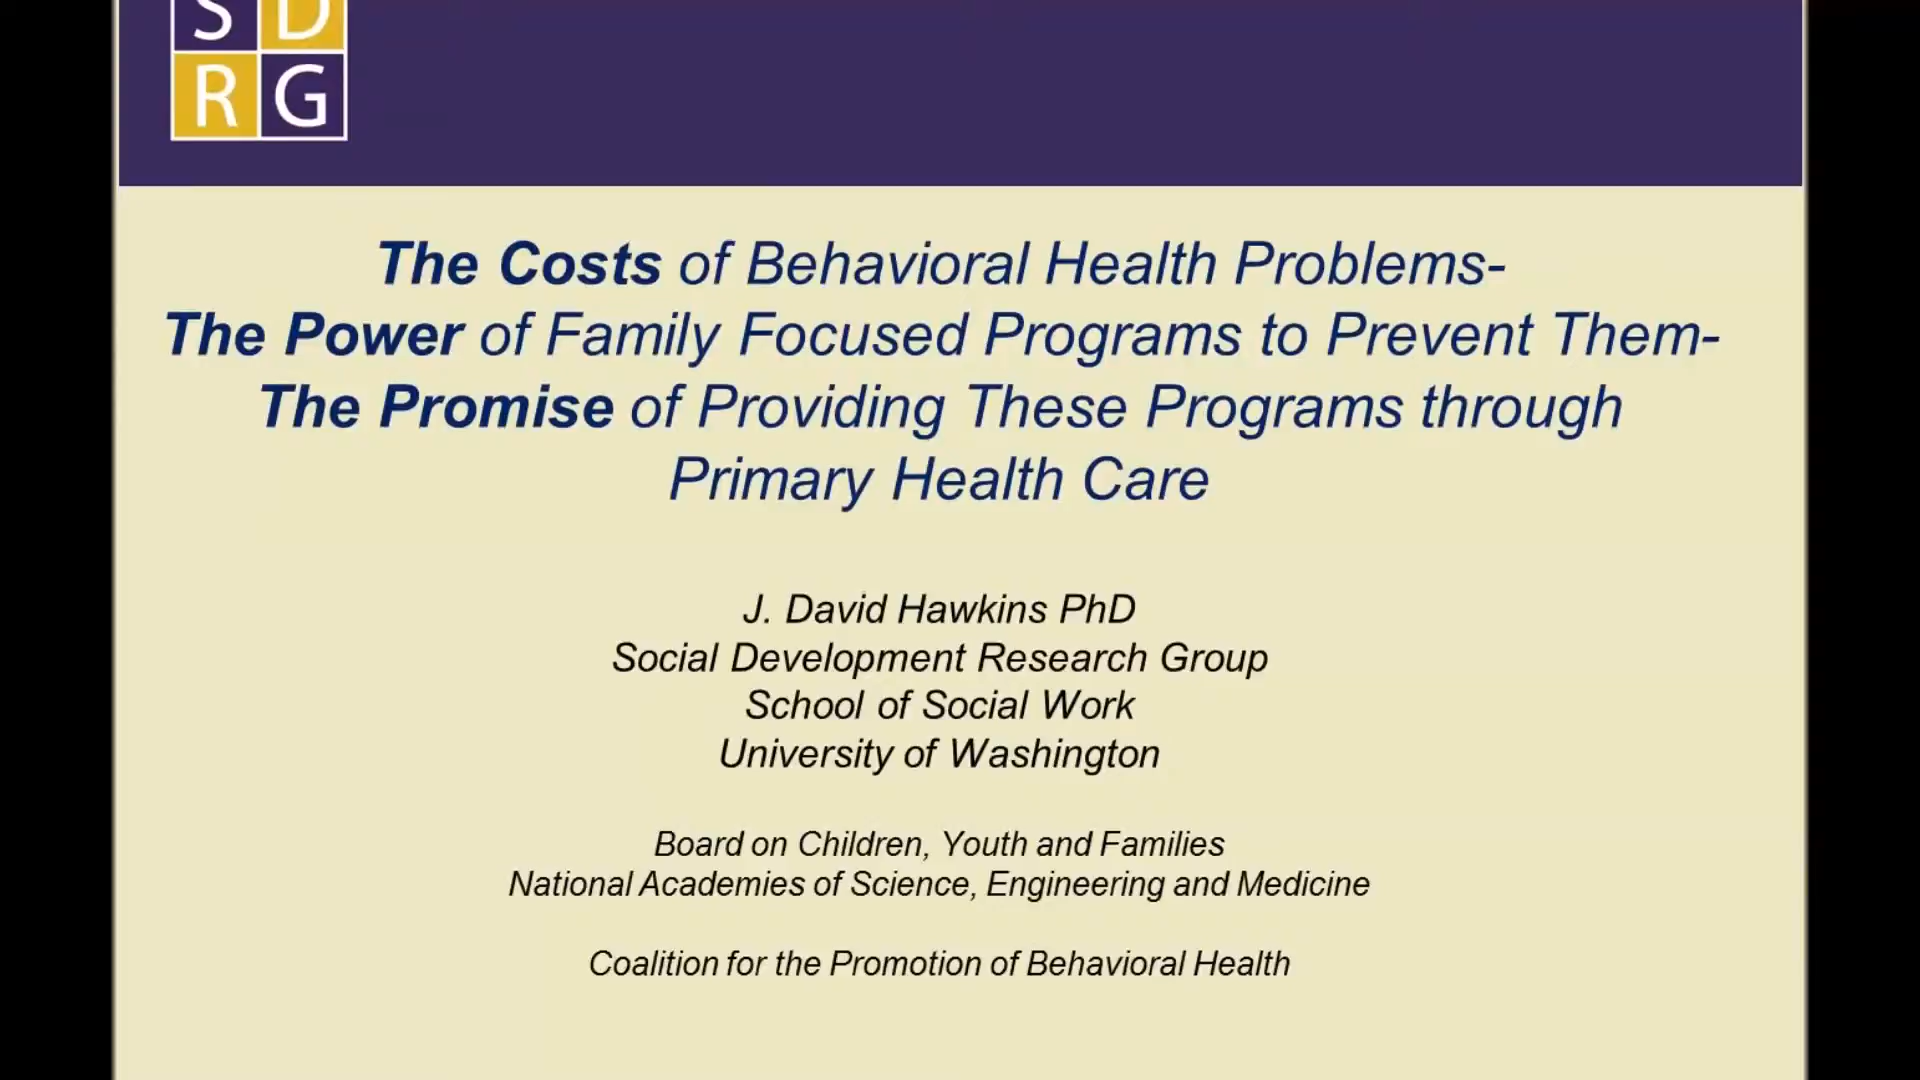 S D
R G
The Costs of Behavioral Health Problems-
The Power of Family Focused Programs to Prevent Them-
The Promise of Providing These Programs through
Primary Health Care
J. David Hawkins PhD
Social Development Research Group
School of Social Work
University of Washington
Board on Children, Youth and Families
National Academies of Science, Engineering and Medicine
Coalition for the Promotion of Behavioral Health